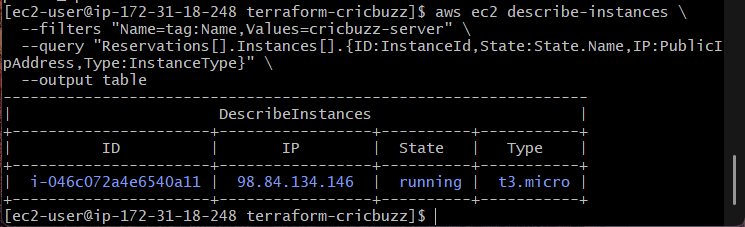 [ec2-user@ip-172-31-18-248 terraform-cricbuzz]$ aws ec2 describe-instances \
  --filters "Name=tag:Name,Values=cricbuzz-server" \
  --query "Reservations[].Instances[].{ID:InstanceId,State:State.Name,IP:PublicI
pAddress,Type:InstanceType}" \
  --output table
-----------------------------------------------------------------
|                       DescribeInstances                       |
+----------------------+-----------------+----------+-----------+
|          ID          |       IP        |  State   |   Type    |
+----------------------+-----------------+----------+-----------+
|  i-046c072a4e6540a11 |  98.84.134.146  |  running |  t3.micro |
+----------------------+-----------------+----------+-----------+
[ec2-user@ip-172-31-18-248 terraform-cricbuzz]$